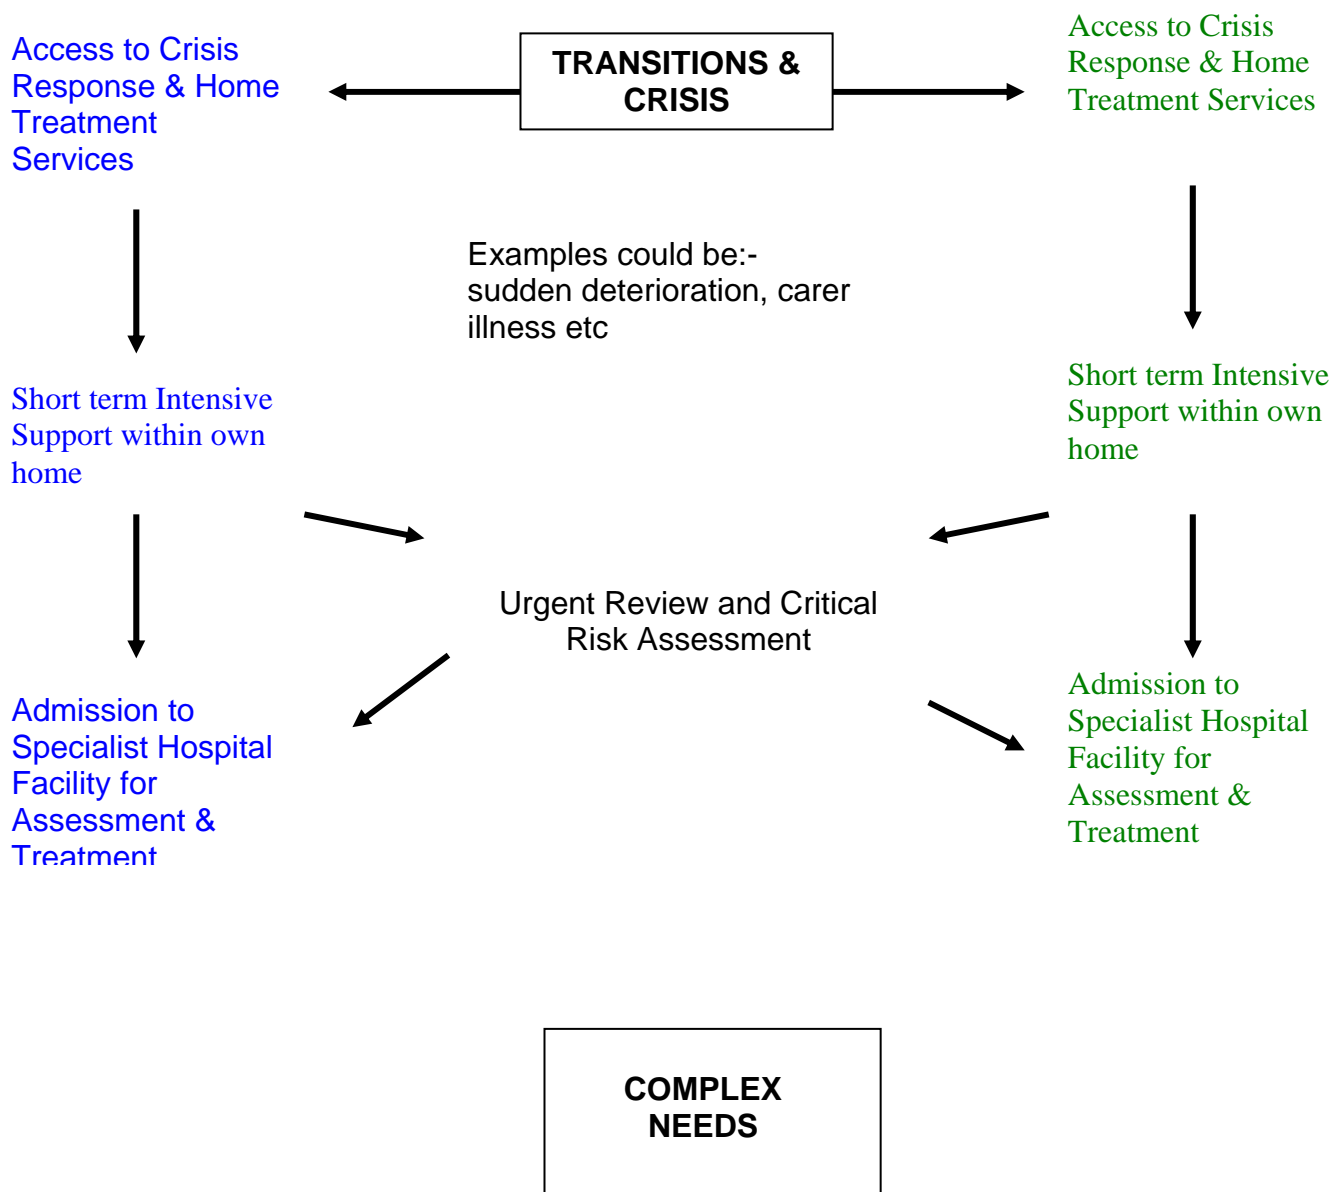 Access to Crisis
Response & Home
Treatment
Services
TRANSITIONS &
CRISIS
Access to Crisis
Response & Home
Treatment Services
Examples could be:-
sudden deterioration, carer
illness etc
Short term Intensive
Support within own
home
Short term Intensive
Support within own
home
Urgent Review and Critical
Risk Assessment
Admission to
Specialist Hospital
Facility for
Assessment &
Treatment
Admission to
Specialist Hospital
Facility for
Assessment &
Treatment
COMPLEX
NEEDS